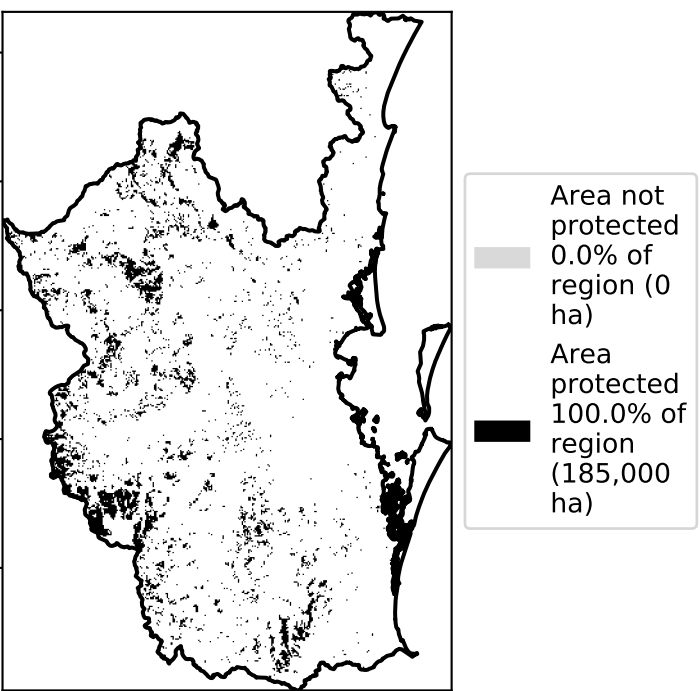 Area not
protected
0.0% of
region (0
ha)
Area
protected
100.0% of
region
(185,000
ha)